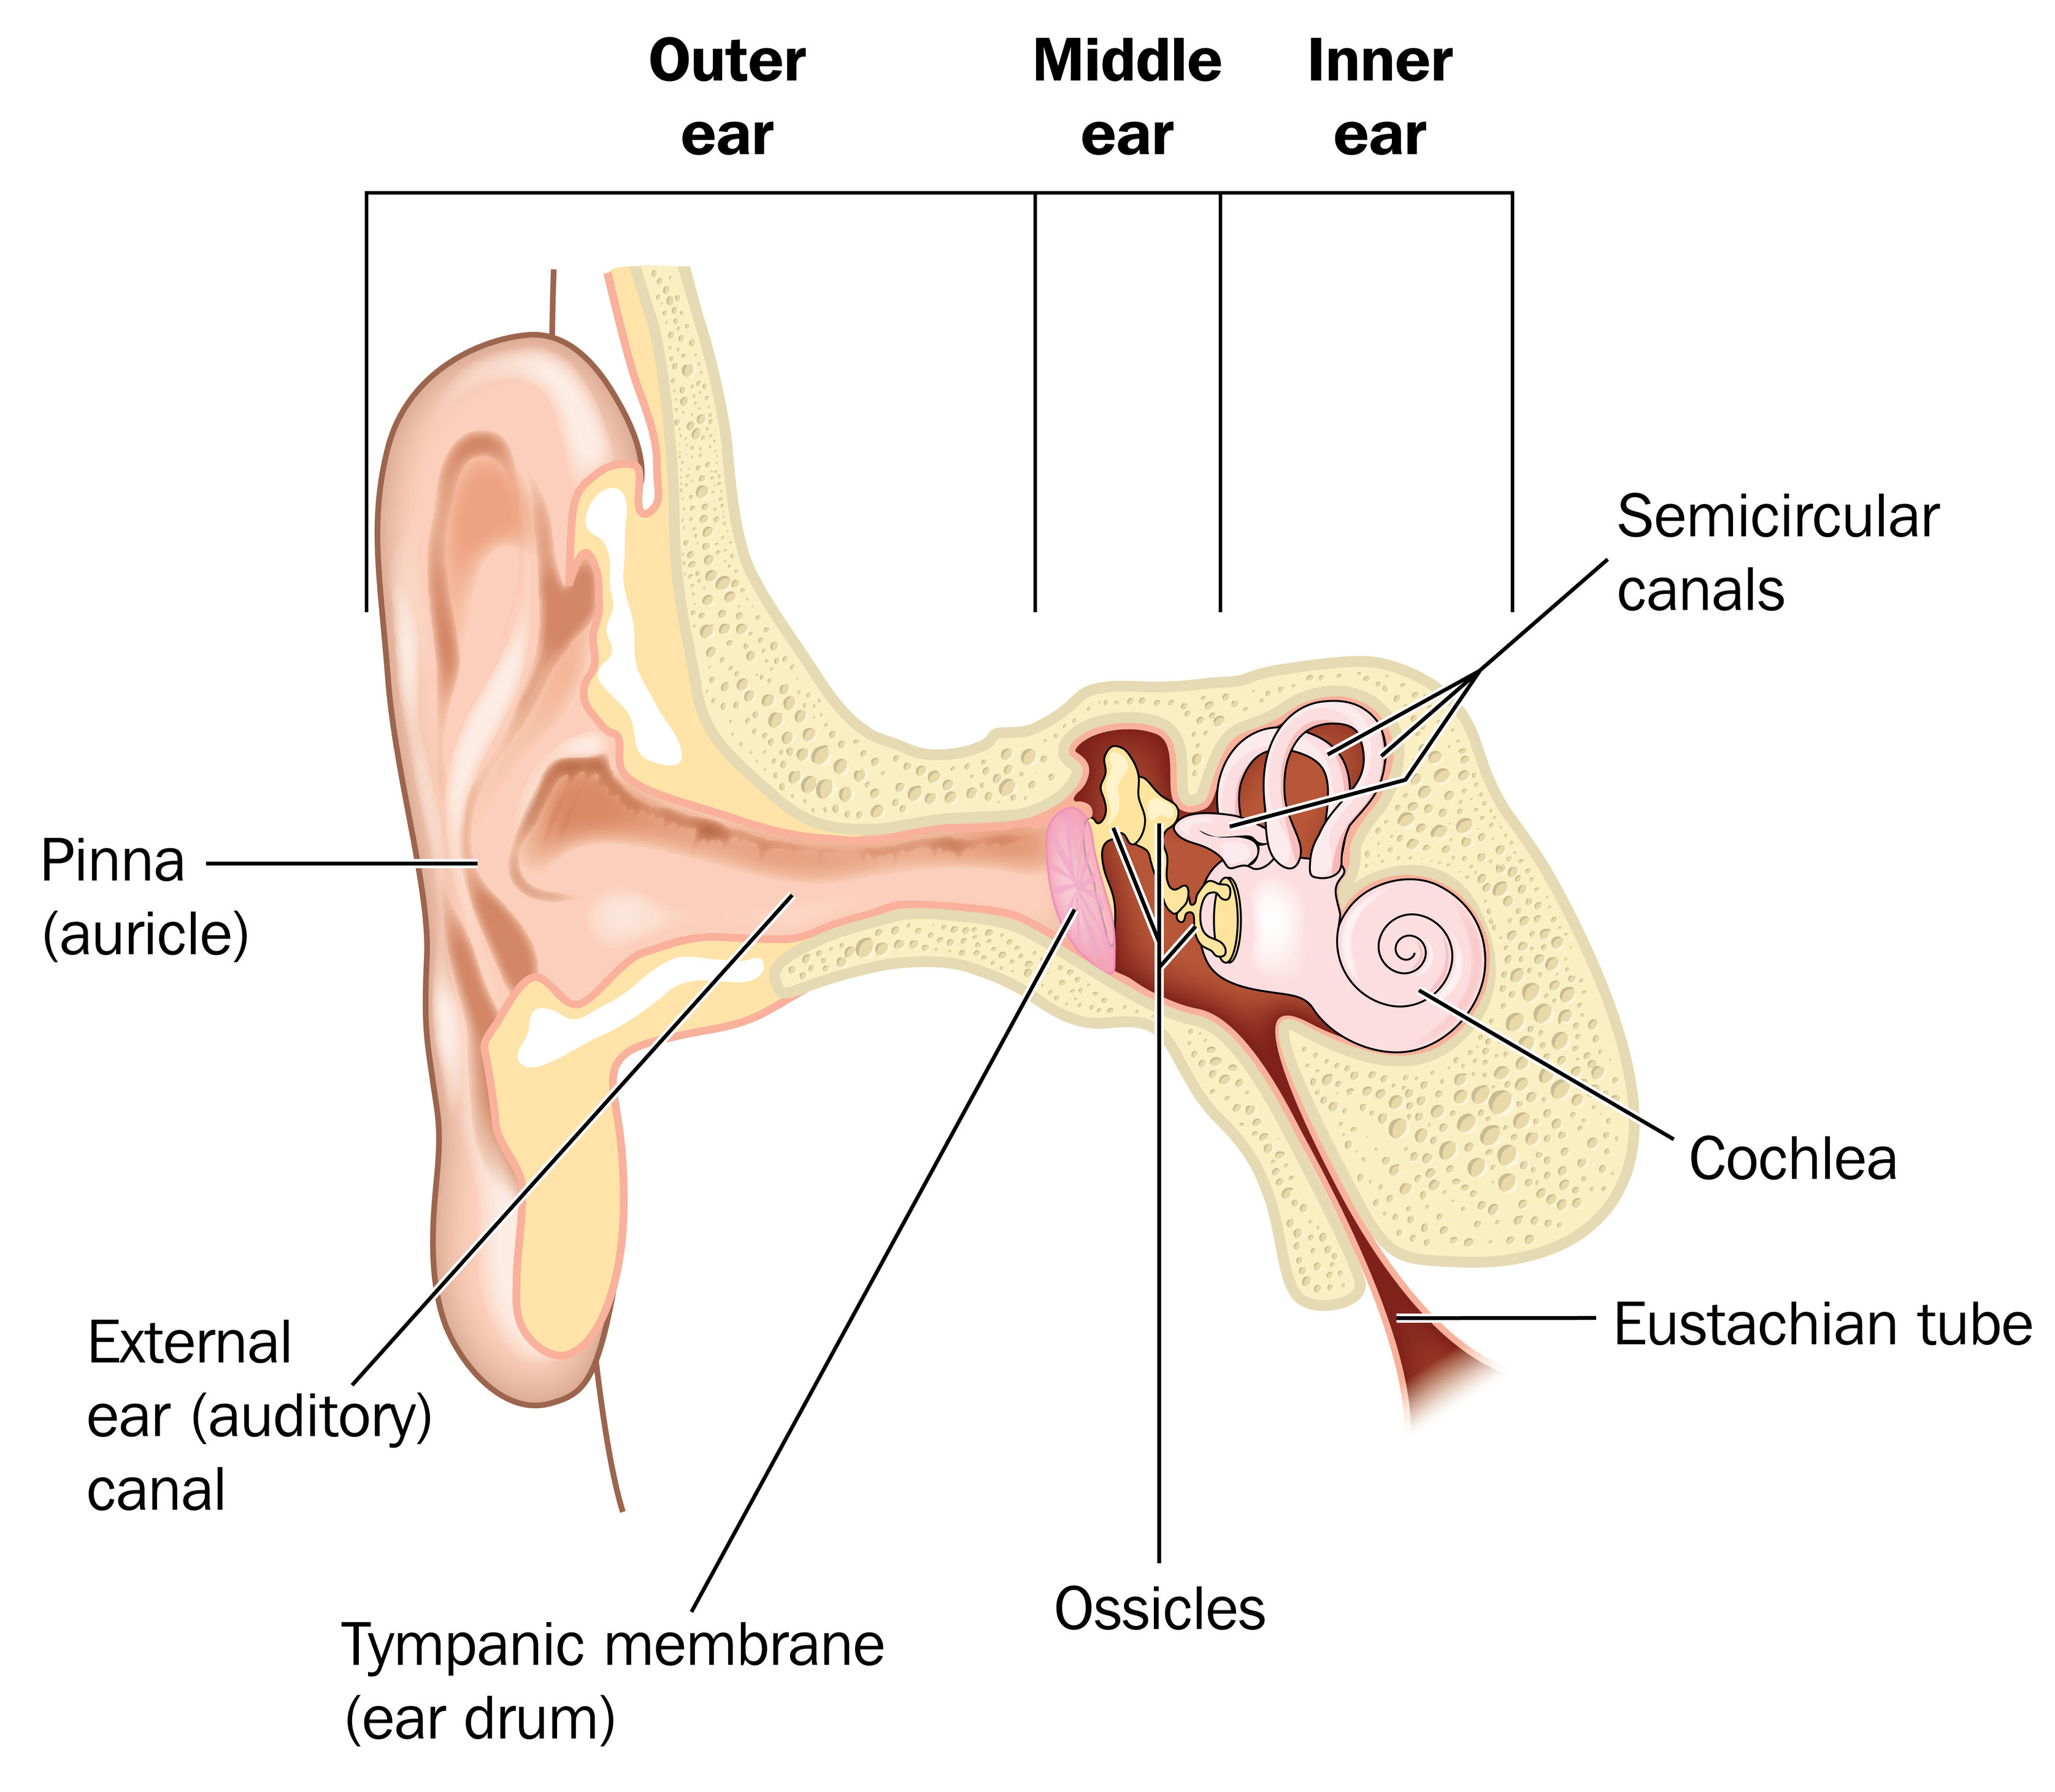 Outer
ear
Middle
ear
Inner
ear
Semicircular
canals
Pinna
(auricle)
Cochlea
External
ear (auditory)
canal
Eustachian tube
Ossicles
Tympanic membrane
(ear drum)